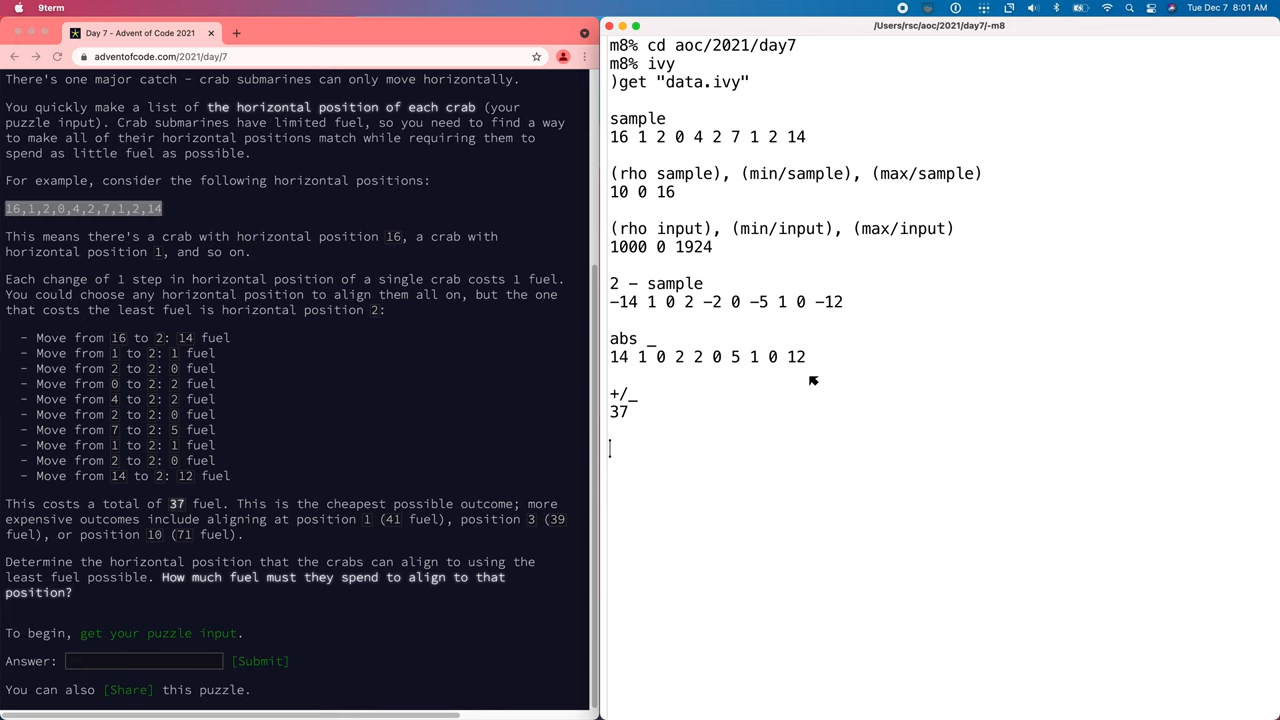 9term File Edit View Help
Tue Dec 7 8:01 AM
Day 7 - Advent of Code 2021
adventofcode.com/2021/day/7
There's one major catch - crab submarines can only move horizontally.
You quickly make a list of the horizontal position of each crab (your
puzzle input). Crab submarines have limited fuel, so you need to find a way
to make all of their horizontal positions match while requiring them to
spend as little fuel as possible.
For example, consider the following horizontal positions:
16,1,2,0,4,2,7,1,2,14
This means there's a crab with horizontal position 16, a crab with
horizontal position 1, and so on.
Each change of 1 step in horizontal position of a single crab costs 1 fuel.
You could choose any horizontal position to align them all on, but the one
that costs the least fuel is horizontal position 2:
- Move from 16 to 2: 14 fuel
- Move from 1 to 2: 1 fuel
- Move from 2 to 2: 0 fuel
- Move from 0 to 2: 2 fuel
- Move from 4 to 2: 2 fuel
- Move from 2 to 2: 0 fuel
- Move from 7 to 2: 5 fuel
- Move from 1 to 2: 1 fuel
- Move from 2 to 2: 0 fuel
- Move from 14 to 2: 12 fuel
This costs a total of 37 fuel. This is the cheapest possible outcome; more
expensive outcomes include aligning at position 1 (41 fuel), position 3 (39
fuel), or position 10 (71 fuel).
Determine the horizontal position that the crabs can align to using the
least fuel possible. How much fuel must they spend to align to that
position?
To begin, get your puzzle input.
Answer: [Submit]
You can also [Share] this puzzle.
/Users/rsc/aoc/2021/day7/-m8
m8% cd aoc/2021/day7
m8% ivy
)get "data.ivy"
sample
16 1 2 0 4 2 7 1 2 14
(rho sample), (min/sample), (max/sample)
10 0 16
(rho input), (min/input), (max/input)
1000 0 1924
2 - sample
-14 1 0 2 -2 0 -5 1 0 -12
abs _
14 1 0 2 2 0 5 1 0 12
+/_
37